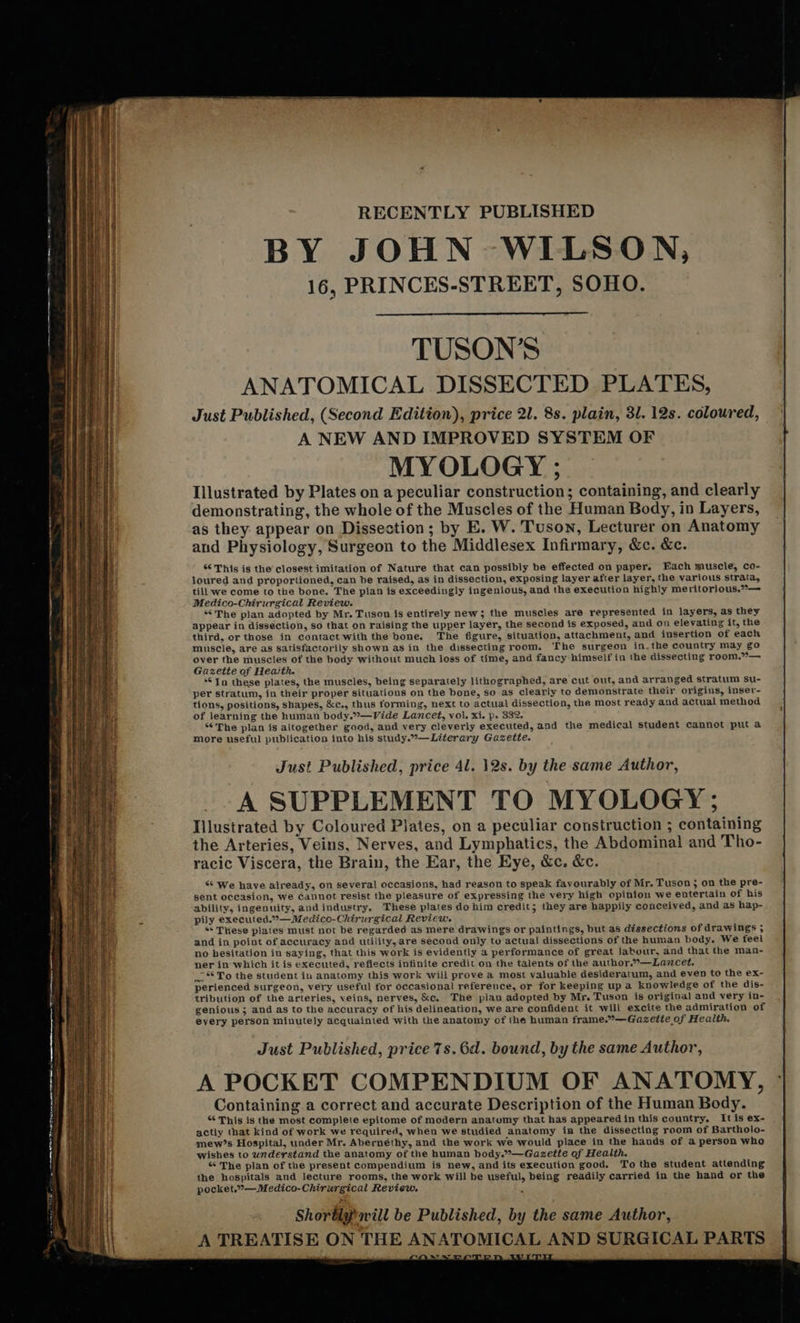 RECENTLY PUBLISHED
BY JOHN WILSON,
16, PRINCES-STREET, SOHO.
TUSON'S
ANATOMICAL DISSECTED PLATES,
Just Published, (Second Edition), price 2l. 8s. plain, 3l. 12s. coloured,
A NEW AND IMPROVED SYSTEM OF
MYOLOGY;
Illustrated by Plates on a peculiar construction; containing, and clearly
demonstrating, the whole of the Muscles of the Human Body, in Layers,
as they appear on Dissection; by E. W. Tuson, Lecturer on Anatomy
and Physiology, Surgeon to the Middlesex Infirmary, &c. &c.
“This is the closest imitation of Nature that can possibly be effected on paper. Each muscle, co-
loured and proportioned, can be raised, as in dissection, exposing layer after layer, the various strata,
till we come to the bone. The plan is exceedingly ingenious, and the execution highly meritorious.”—
Medico-Chirurgical Review.
“The plan adopted by Mr. Tuson is entirely new; the muscles are represented in layers, as they
appear in dissection, so that on raising the upper layer, the second is exposed, and on elevating it, the
third, or those in contact with the bone. The figure, situation, attachment, and insertion of each
muscle, are as satisfactorily shown as in the dissecting room. The surgeon in the country may go
over the muscles of the body without much loss of time, and fancy himself in the dissecting room.”—
Gazette of Health.
“In these plates, the muscles, being separately lithographed, are cut out, and arranged stratum su-
per stratum, in their proper situations on the bone, so as clearly to demonstrate their origins, inser-
tions, positions, shapes, &c., thus forming, next to actual dissection, the most ready and actual method
of learning the human body.”—Vide Lancet, vol. xi. p. 332.
“The plan is altogether good, and very cleverly executed, and the medical student cannot put a
more useful publication into his study.”—Literary Gazette.
Just Published, price 4l. 12s. by the same Author,
A SUPPLEMENT TO MYOLOGY;
Illustrated by Coloured Plates, on a peculiar construction; containing
the Arteries, Veins, Nerves, and Lymphatics, the Abdominal and Tho-
racic Viscera, the Brain, the Ear, the Eye, &c. &c.
“We have already, on several occasions, had reason to speak favourably of Mr. Tuson; on the pre-
sent occasion, we cannot resist the pleasure of expressing the very high opinion we entertain of his
ability, ingenuity, and industry. These plates do him credit; they are happily conceived, and as hap-
pily executed.”—Medico-Chirurgical Review.
“These plates must not be regarded as mere drawings or paintings, but as dissections of drawings;
and in point of accuracy and utility, are second only to actual dissections of the human body. We feel
no hesitation in saying, that this work is evidently a performance of great labour, and that the man-
ner in which it is executed, reflects infinite credit on the talents of the author.”—Lancet.
“To the student in anatomy this work will prove a most valuable desideratum, and even to the ex-
perienced surgeon, very useful for occasional reference, or for keeping up a knowledge of the dis-
tribution of the arteries, veins, nerves, &c. The plan adopted by Mr. Tuson is original and very in-
genious; and as to the accuracy of his delineation, we are confident it will excite the admiration of
every person minutely acquainted with the anatomy of the human frame.”—Gazette of Health.
Just Published, price 7s. 6d. bound, by the same Author,
A POCKET COMPENDIUM OF ANATOMY,
Containing a correct and accurate Description of the Human Body.
“This is the most complete epitome of modern anatomy that has appeared in this country. It is ex-
actly that kind of work we required, when we studied anatomy in the dissecting room of Bartholo-
mew's Hospital, under Mr. Abernethy, and the work we would place in the hands of a person who
wishes to understand the anatomy of the human body.”—Gazette of Health.
“The plan of the present compendium is new, and its execution good. To the student attending
the hospitals and lecture rooms, the work will be useful, being readily carried in the hand or the
pocket.”—Medico-Chirurgical Review.
Shortly will be Published, by the same Author,
A TREATISE ON THE ANATOMICAL AND SURGICAL PARTS
CONNECTED WITH